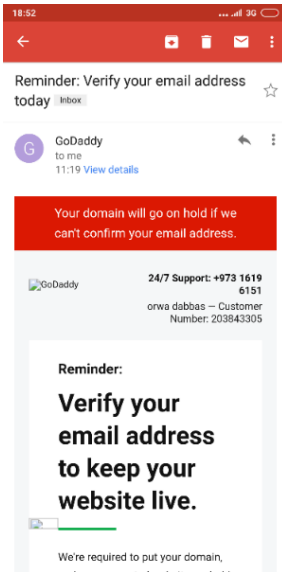 18:52
3G
Reminder: Verify your email address
today Inbox
G
GoDaddy
to me
11:19 View details
Your domain will go on hold if we
can't confirm your email address.
GoDaddy
24/7 Support: +973 1619
6151
orwa dabbas — Customer
Number: 203843305
Reminder:
Verify your
email address
to keep your
website live.
We're required to put your domain,